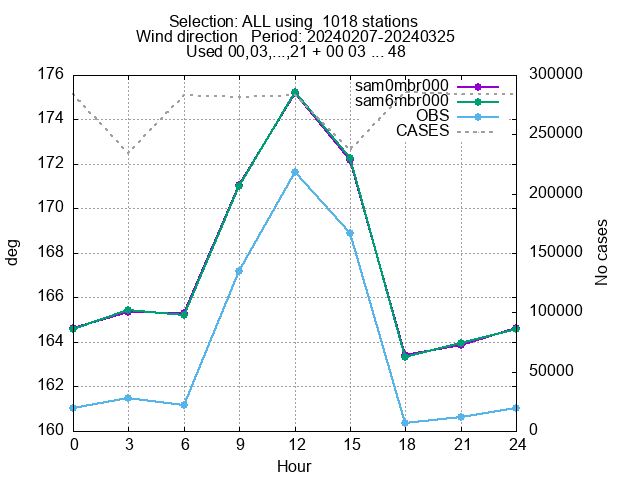 Selection: ALL using  1018 stations
Wind direction   Period: 20240207-20240325
Used 00,03,...,21 + 00 03 ... 48
176
174
172
170
168
166
164
162
160
deg
300000
250000
200000
150000
100000
50000
0
No cases
sam0mbr000
sam6mbr000
OBS
CASES
0 3 6 9 12 15 18 21 24
Hour